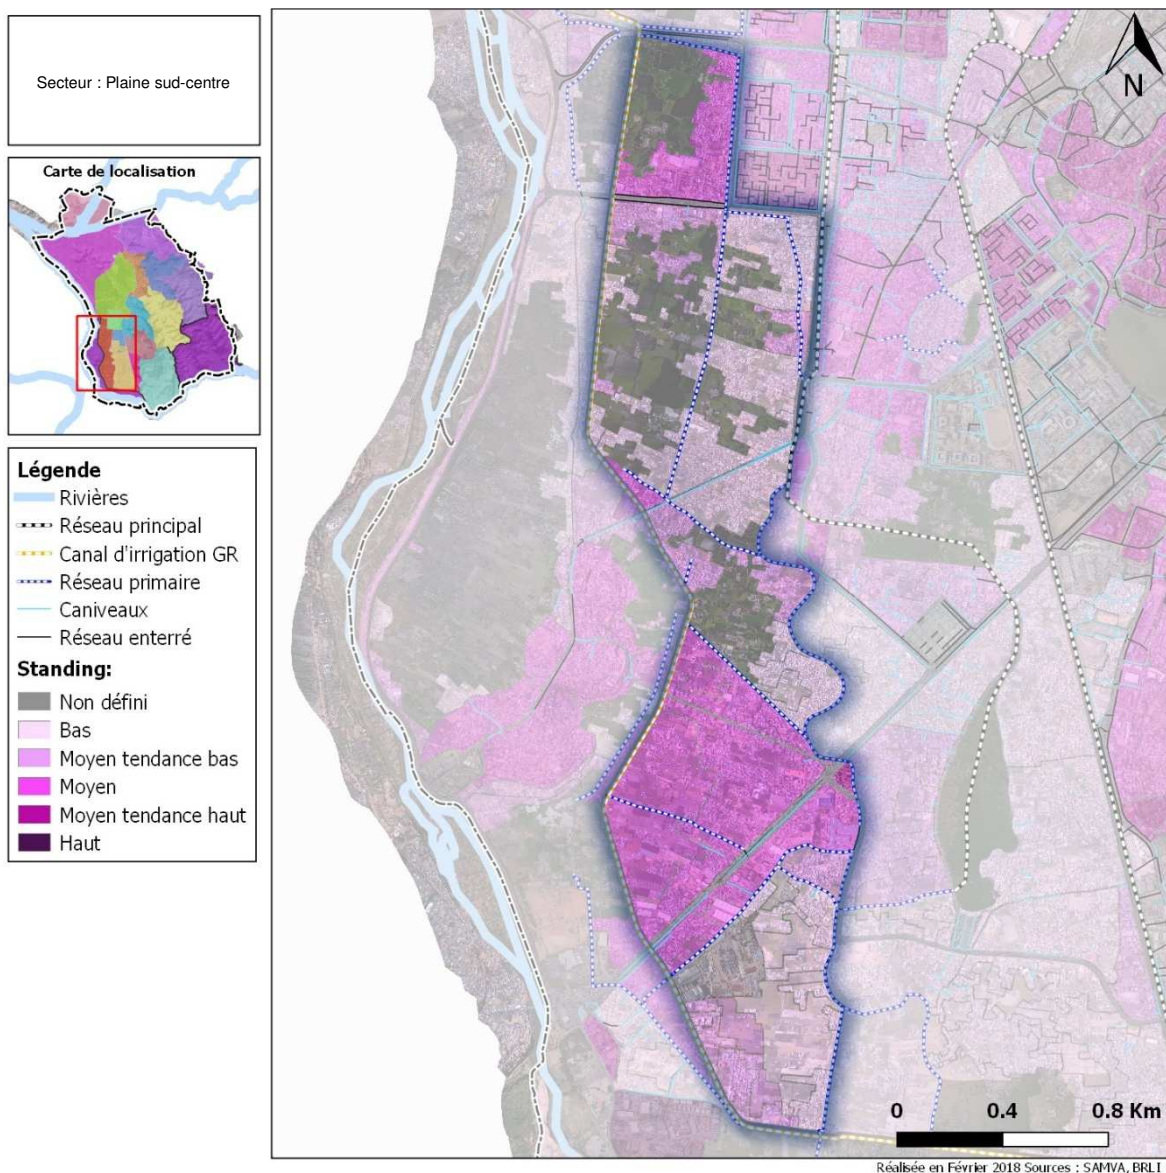 Secteur : Plaine sud-centre
Carte de localisation
Légende
Rivières
Réseau principal
Canal d'irrigation GR
Réseau primaire
Caniveaux
Réseau enterré
Standing:
Non défini
Bas
Moyen tendance bas
Moyen
Moyen tendance haut
Haut
N
0 0.4 0.8 Km
Réalisée en Février 2018 Sources : SAMVA, BRLI